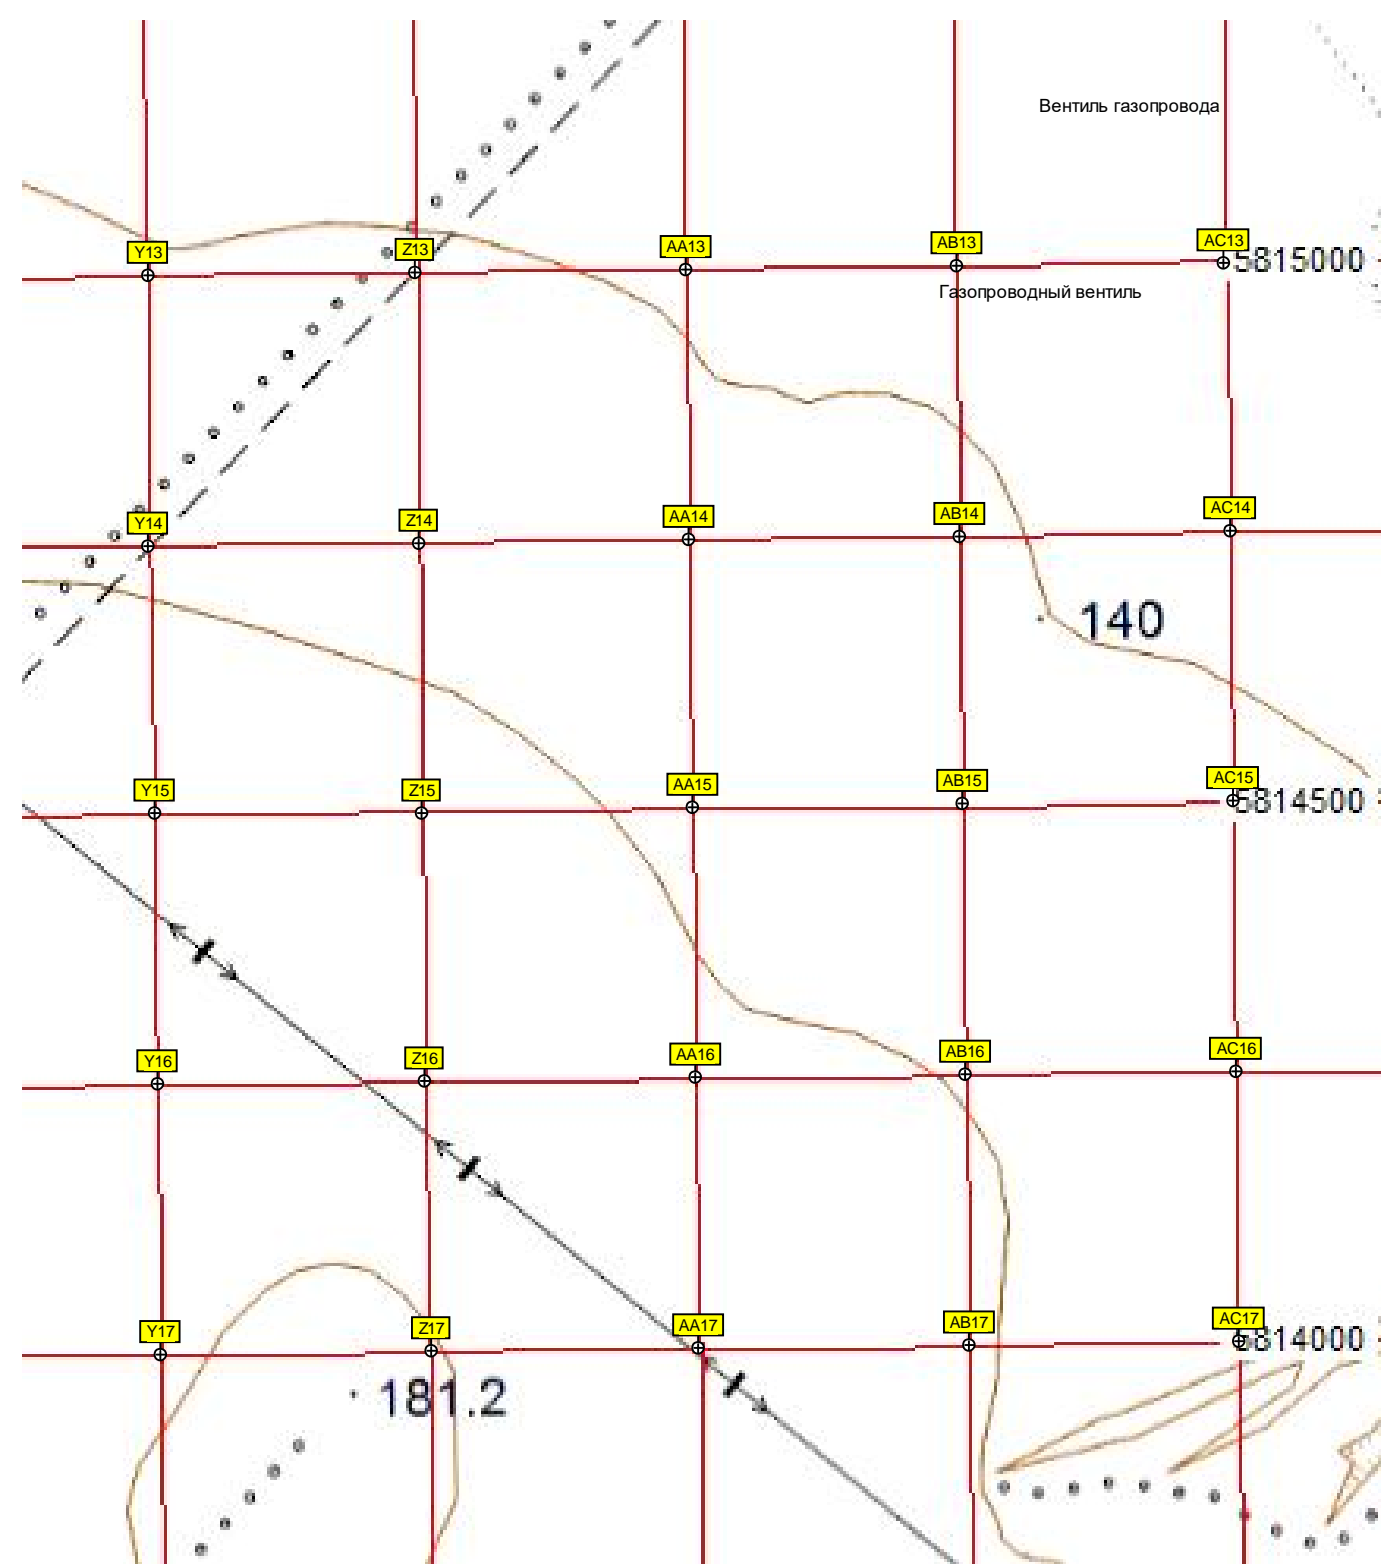 Вентиль газопровода
Y13
Z13
AA13
AB13
AC13
5815000
Газопроводный вентиль
Y14
Z14
AA14
AB14
AC14
140
Y15
Z15
AA15
AB15
AC15
5814500
Y16
Z16
AA16
AB16
AC16
Y17
Z17
AA17
AB17
AC17
5814000
181.2